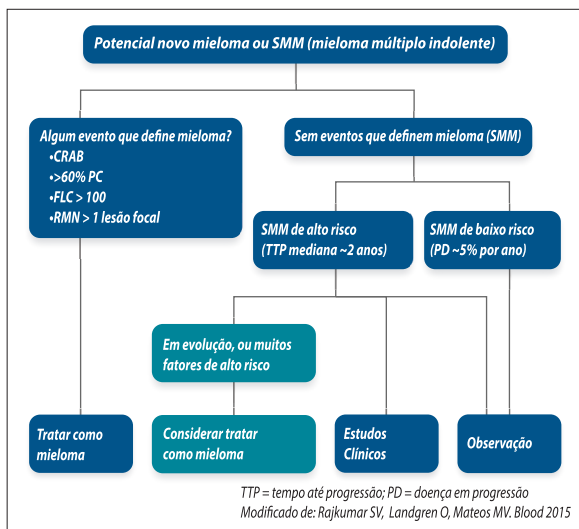 Potencial novo mieloma ou SMM (mieloma múltiplo indolente)
Algum evento que define mieloma?
•CRAB
•>60% PC
•FLC > 100
•RMN > 1 lesão focal
Sem eventos que definem mieloma (SMM)
SMM de alto risco
(TTP mediana ~2 anos)
SMM de baixo risco
(PD ~5% por ano)
Em evolução, ou muitos
fatores de alto risco
Tratar como
mieloma
Considerar tratar
como mieloma
Estudos
Clínicos
Observação
TTP = tempo até progressão; PD = doença em progressão
Modificado de: Rajkumar SV, Landgren O, Mateos MV. Blood 2015